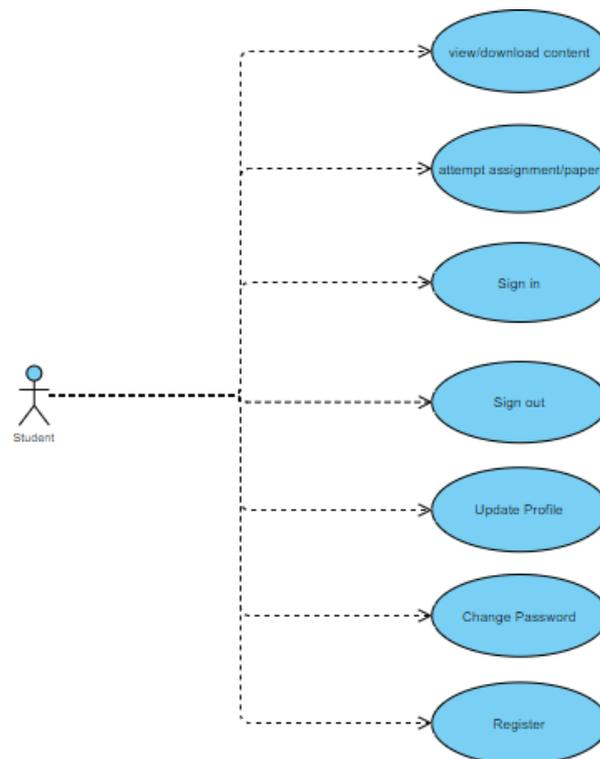 view/download content
attempt assignment/paper
Sign in
Student
Sign out
Update Profile
Change Password
Register